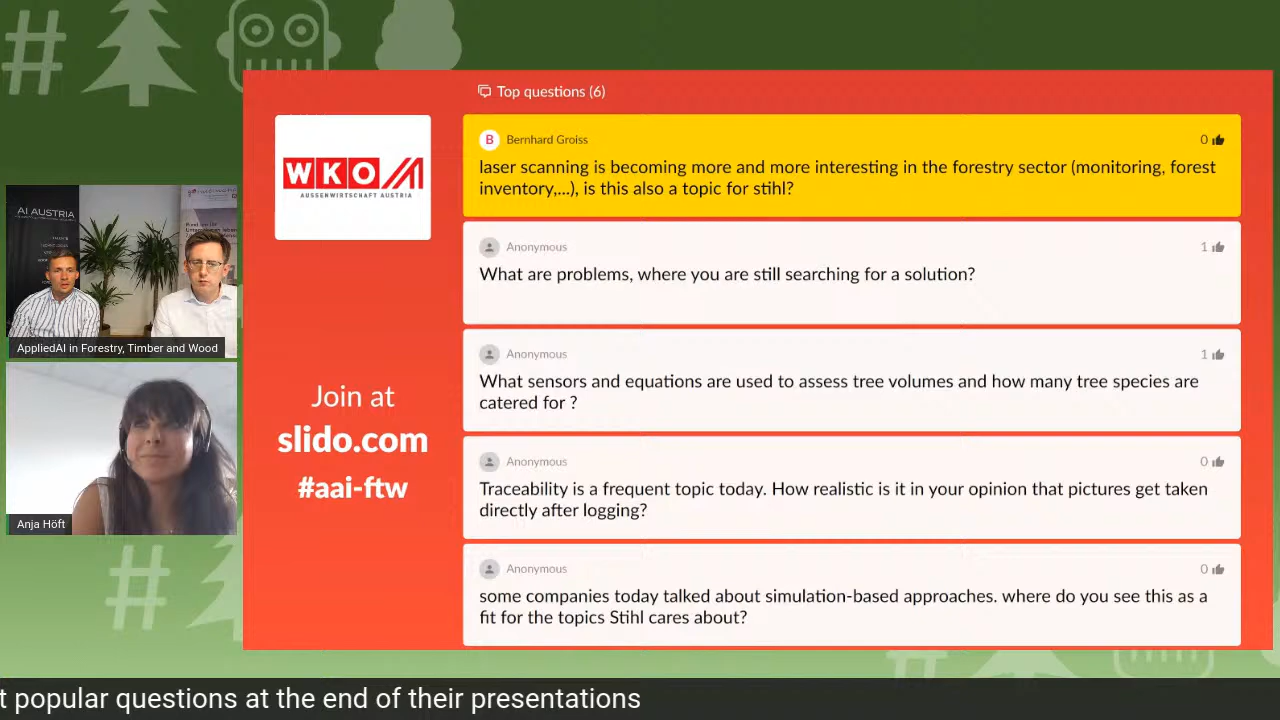 Top questions (6)
WKO
AUSSENWIRTSCHAFT AUSTRIA
B Bernhard Groiss
0
laser scanning is becoming more and more interesting in the forestry sector (monitoring, forest
inventory,...), is this also a topic for stihl?
Anonymous
1
What are problems, where you are still searching for a solution?
Anonymous
1
What sensors and equations are used to assess tree volumes and how many tree species are
catered for ?
Anonymous
0
Traceability is a frequent topic today. How realistic is it in your opinion that pictures get taken
directly after logging?
Anonymous
0
some companies today talked about simulation-based approaches. where do you see this as a
fit for the topics Stihl cares about?
Join at
slido.com
#aai-ftw
AI AUSTRIA
AppliedAI in Forestry, Timber and Wood
Anja Höft
t popular questions at the end of their presentations